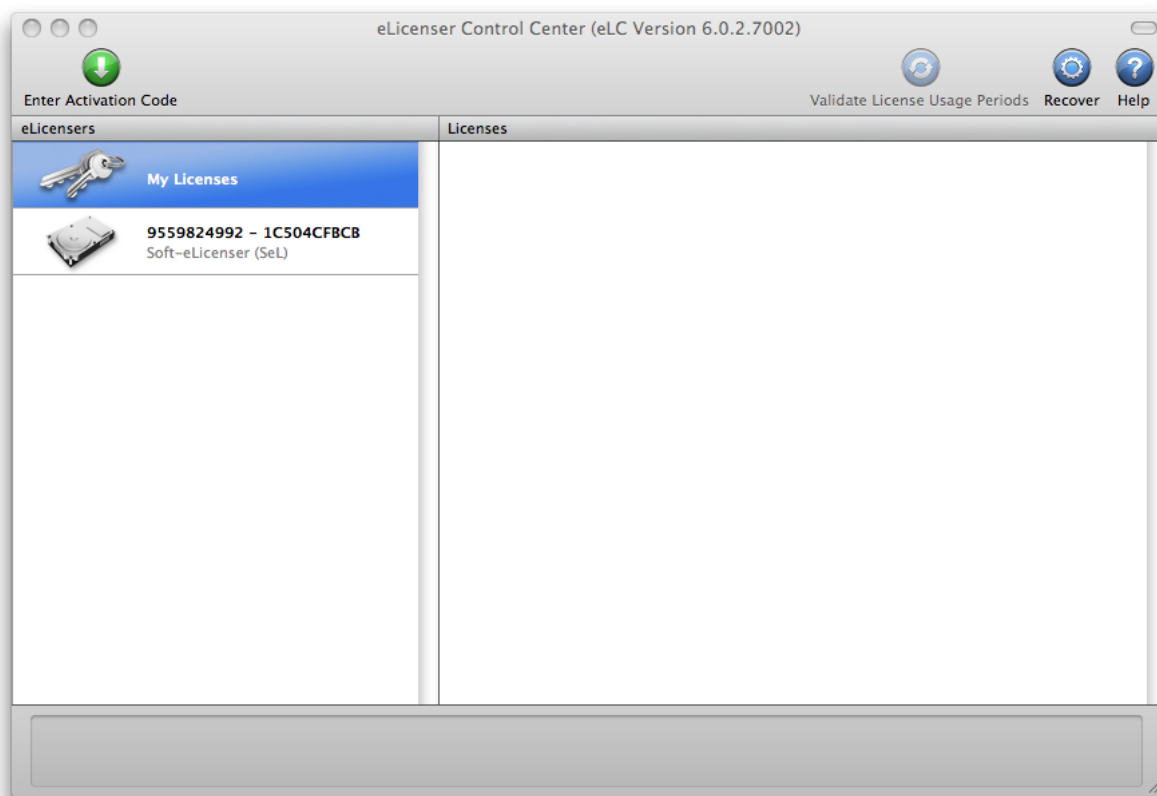 eLicenser Control Center (eLC Version 6.0.2.7002)
Enter Activation Code
Validate License Usage Periods
Recover
Help
eLicensers
Licenses
My Licenses
9559824992 - 1C504CFBCB
Soft-eLicenser (SeL)